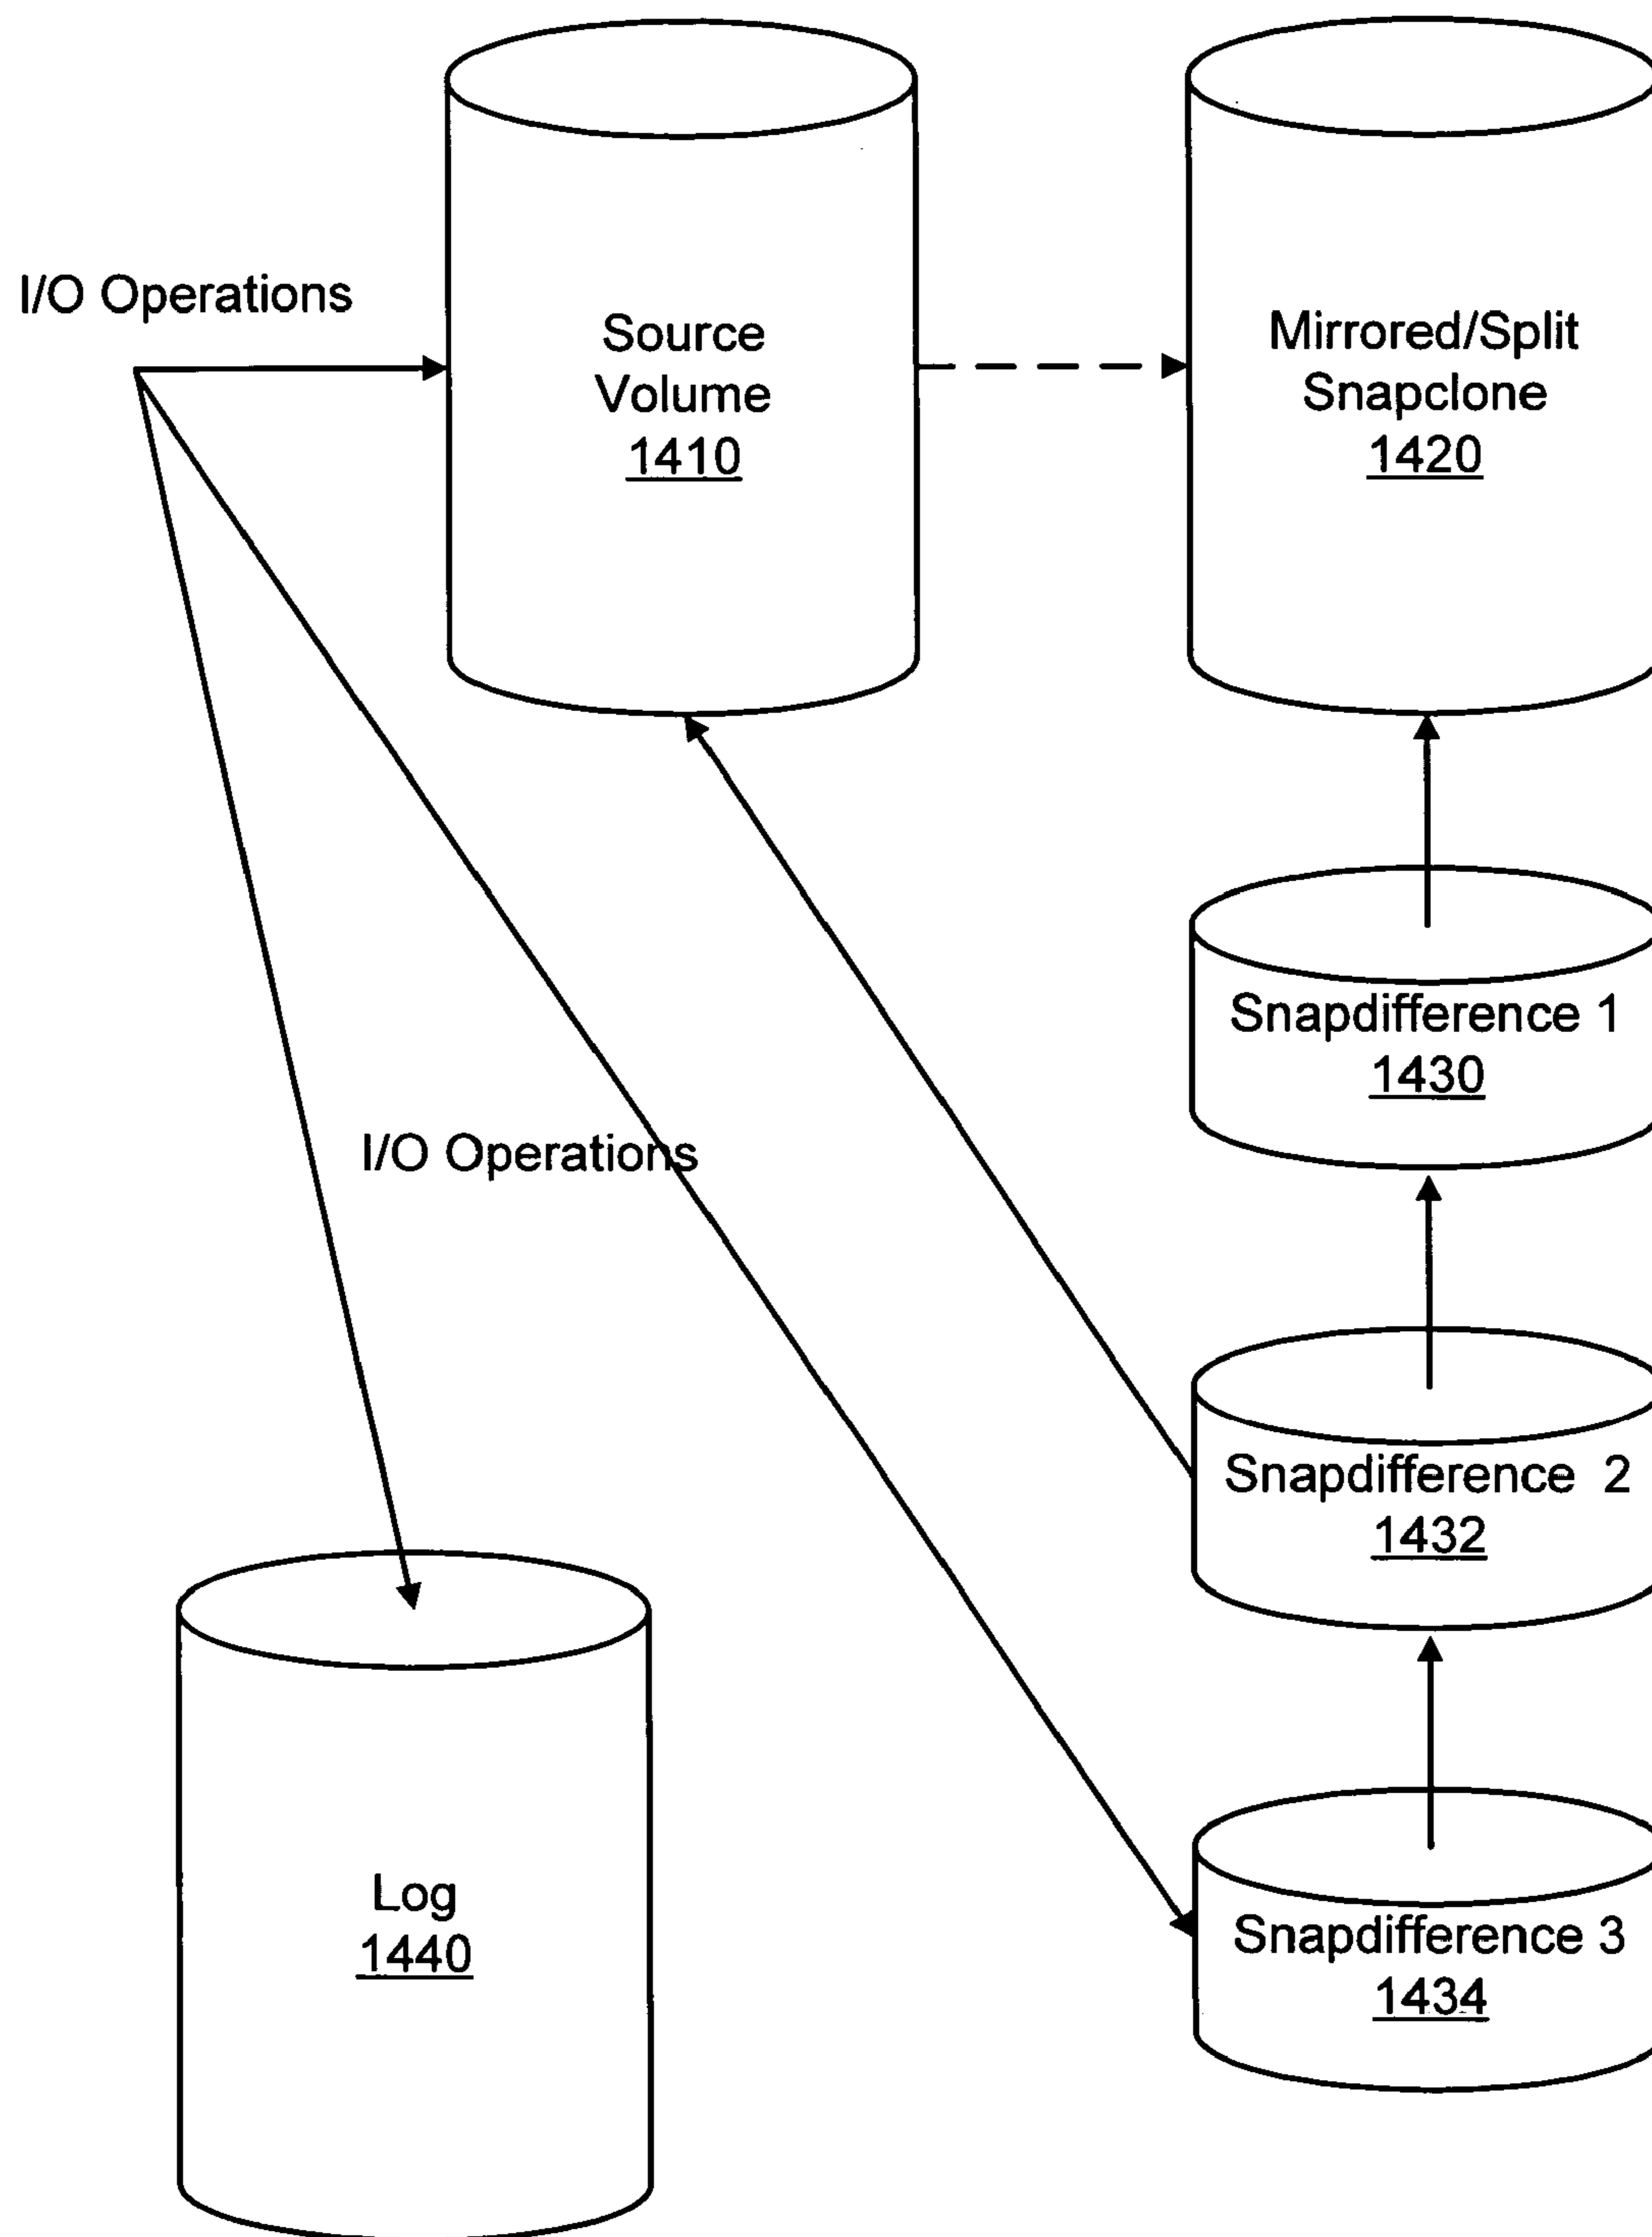 I/O Operations
Source
Volume
1410
Mirrored/Split
Snapclone
1420
Snapdifference 1
1430
I/O Operations
Snapdifference 2
1432
Log
1440
Snapdifference 3
1434